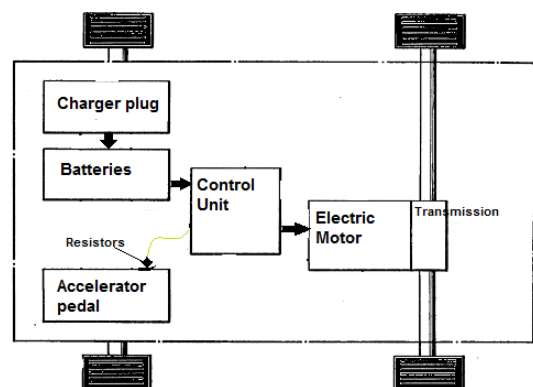 Charger plug
Batteries
Control
Unit
Electric
Motor
Transmission
Resistors
Accelerator
pedal